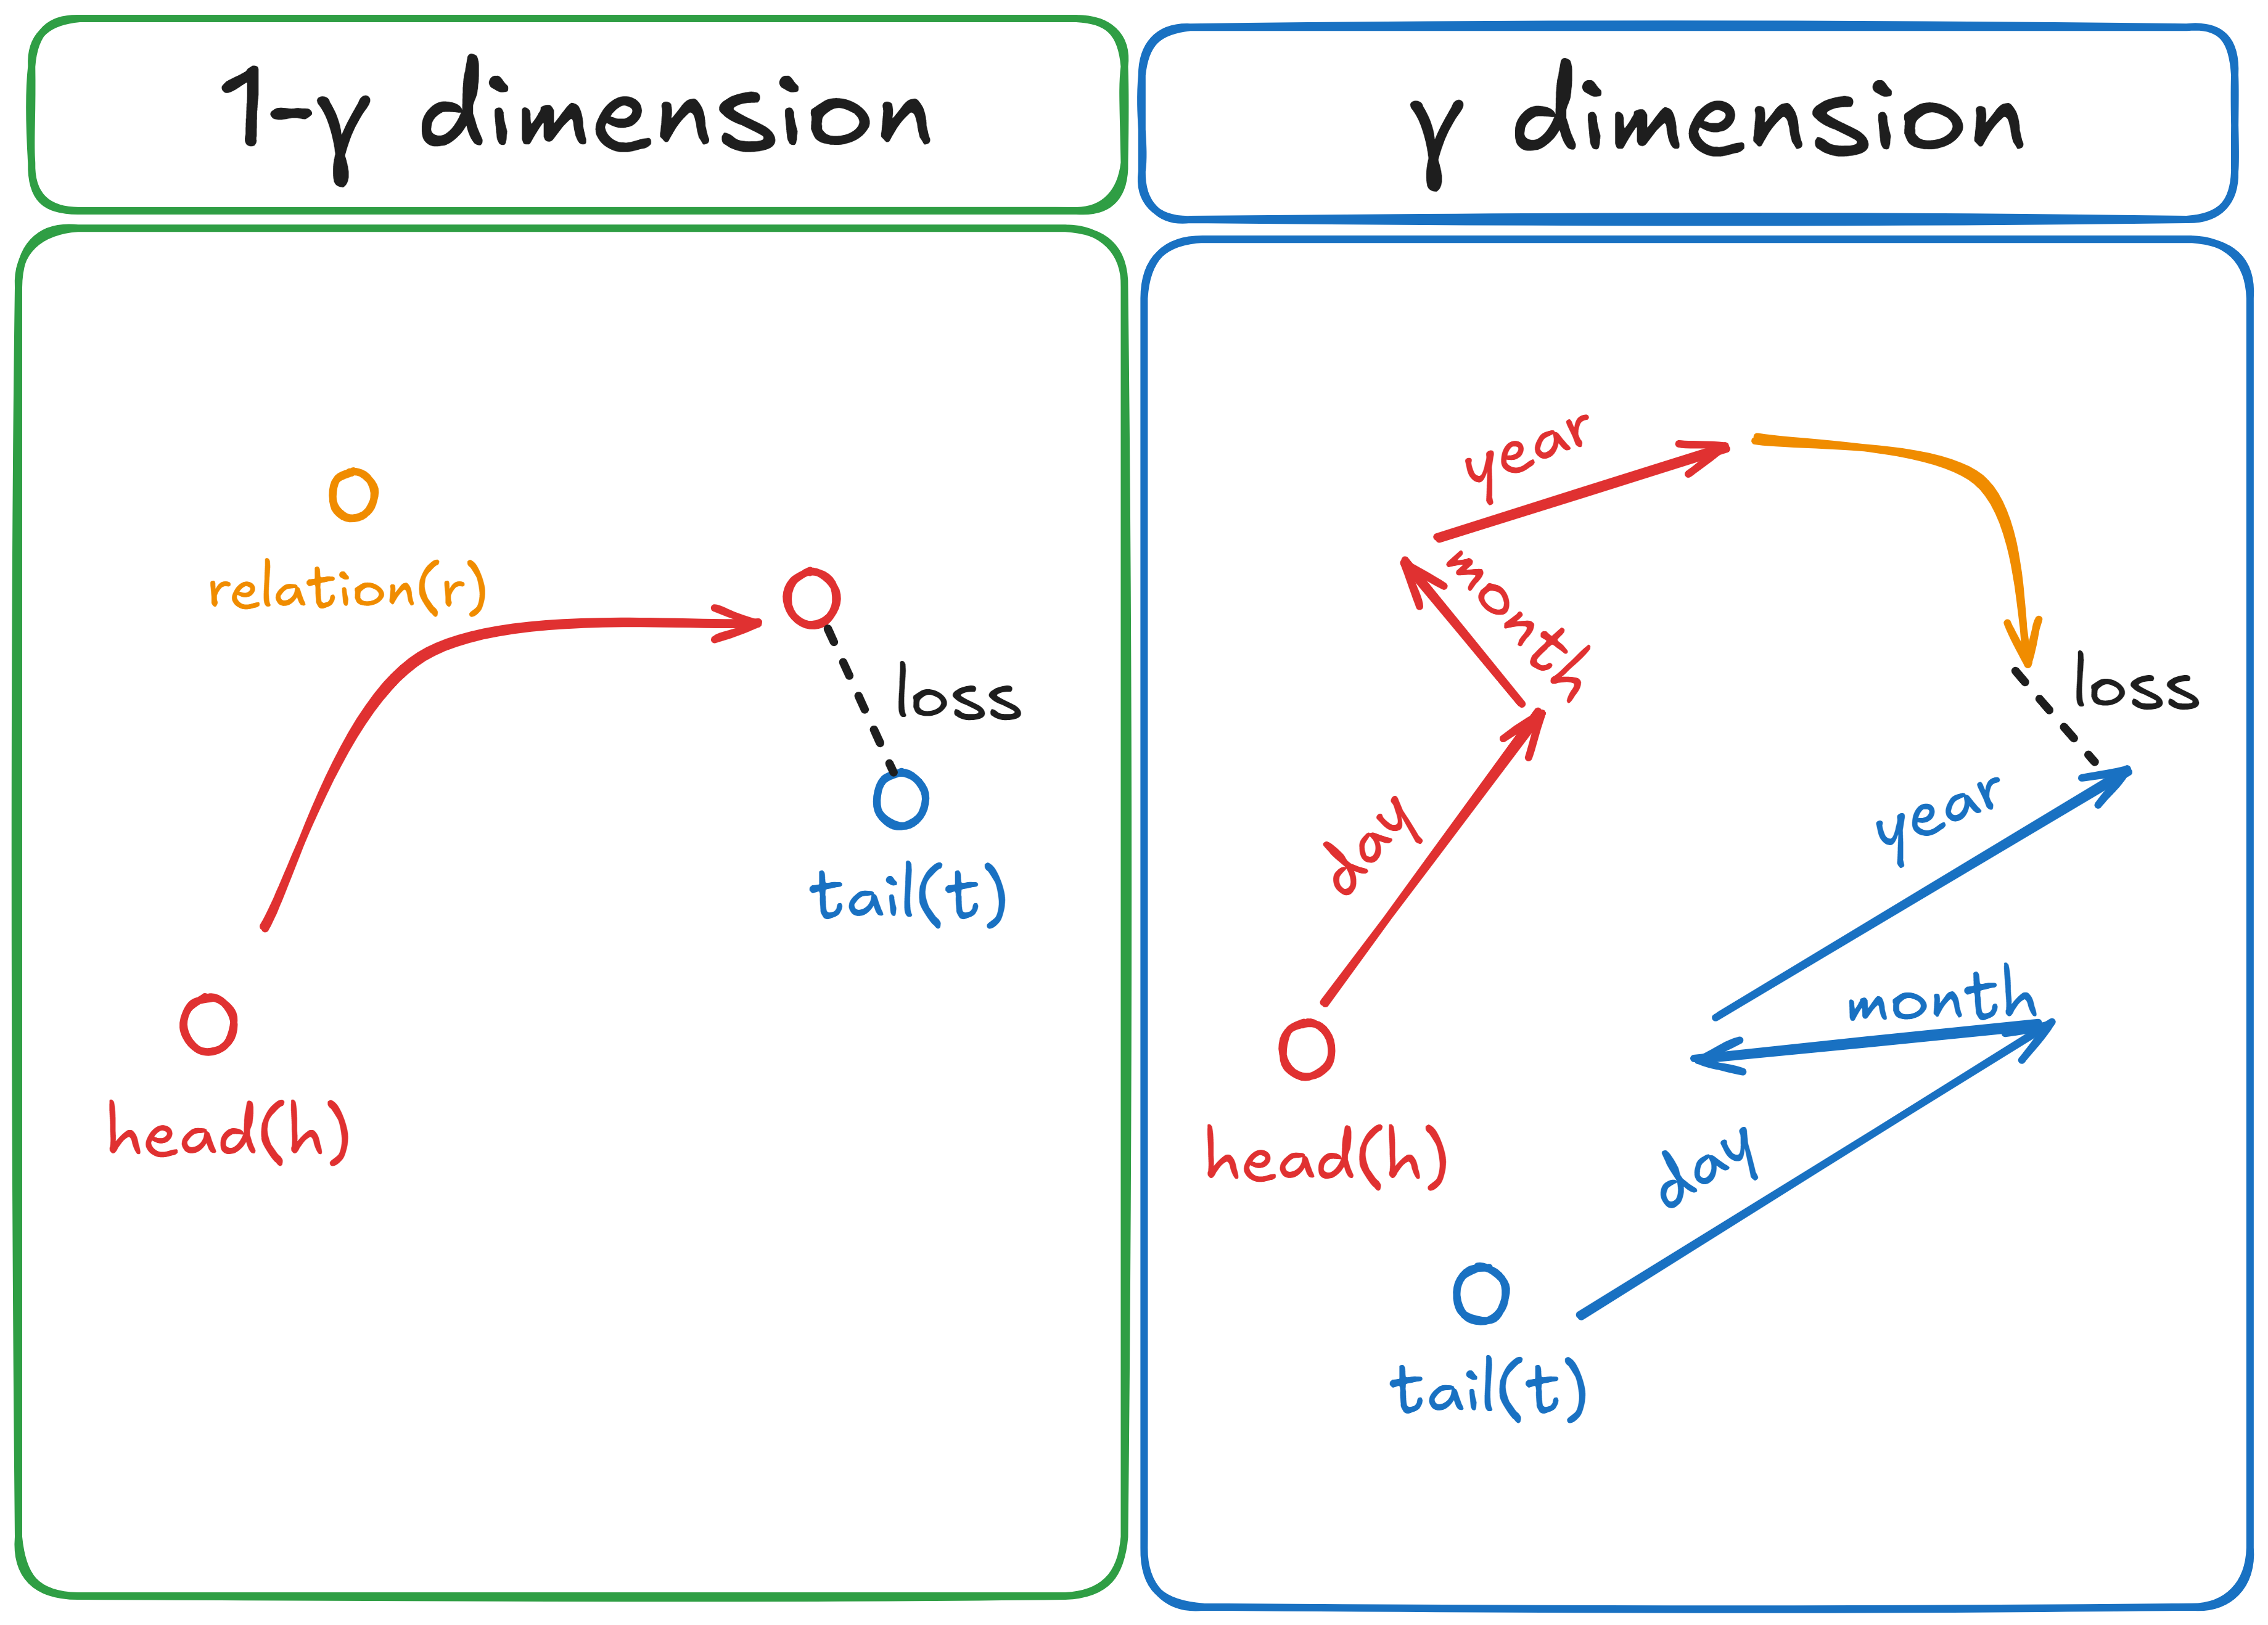 1-γ dimension
relation(r)
loss
tail(t)
head(h)
γ dimension
year
month
day
head(h)
loss
year
month
day
tail(t)